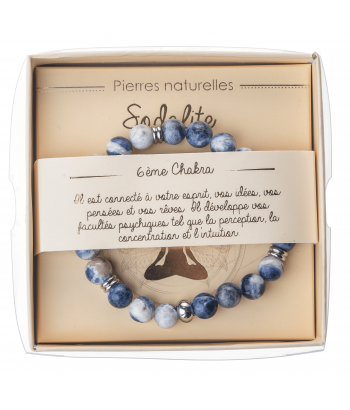 Pierres naturelles
Sodalite
6ème Chakra
Il est connecté à votre esprit, vos idées, vos
pensées et vos rêves. Il développe vos
facultés psychiques tel que la perception, la
concentration et l'intuition